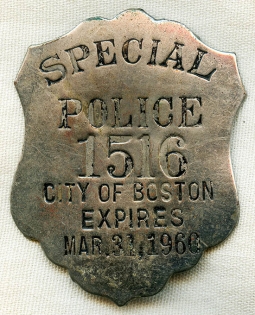 SPECIAL
POLICE
1516
CITY OF BOSTON
EXPIRES
MAR.31,1960